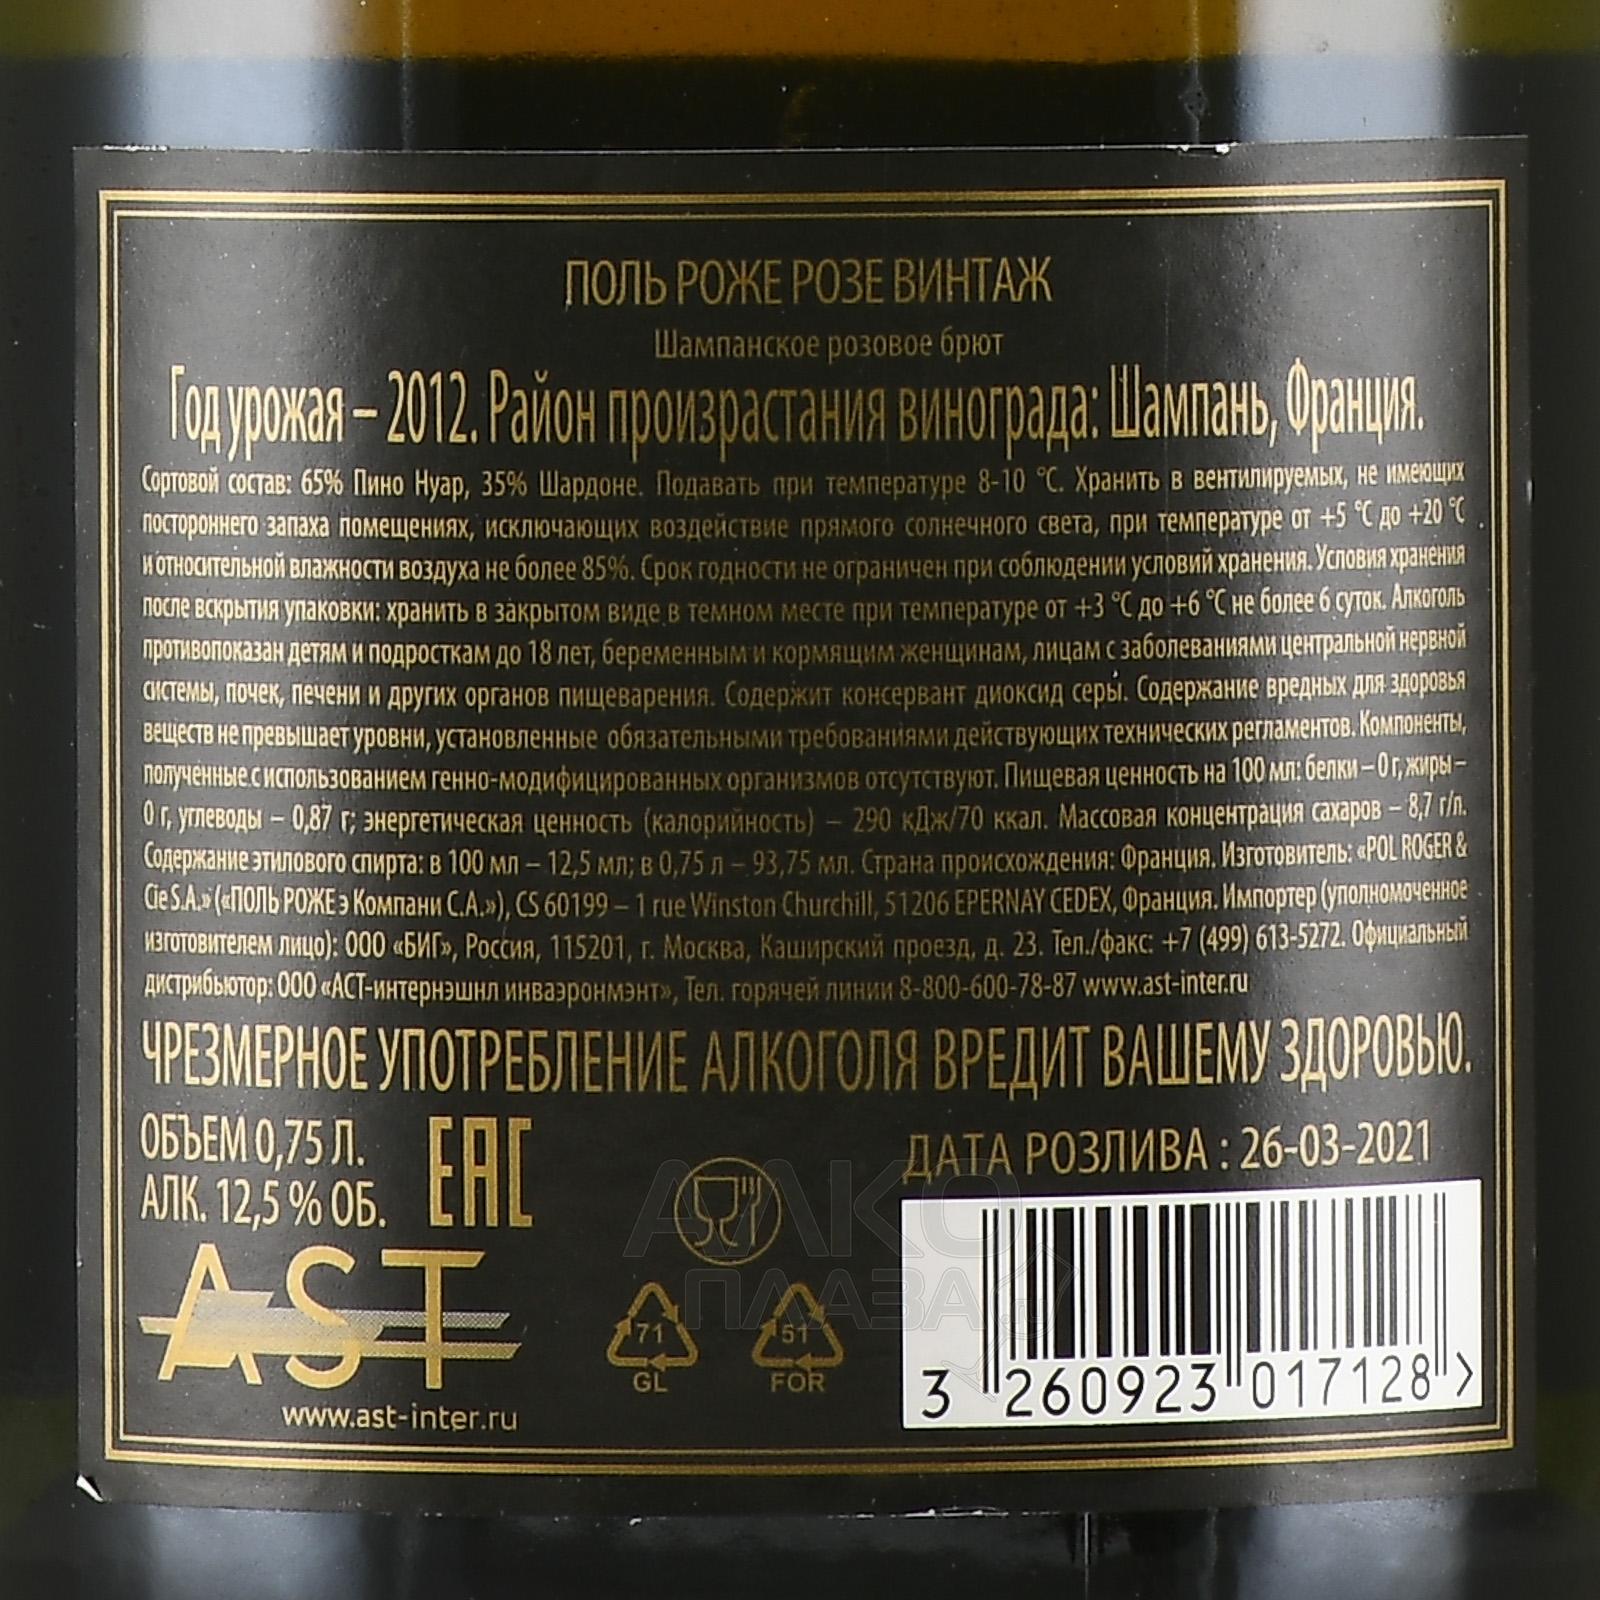 ПОЛЬ РОЖЕ РОЗЕ ВИНТАЖ
Шампанское розовое брют
Год урожая – 2012. Район произрастания винограда: Шампань, Франция.
Сортовой состав: 65% Пино Нуар, 35% Шардоне. Подавать при температуре 8-10 °C. Хранить в вентилируемых, не имеющих
постороннего запаха помещениях, исключающих воздействие прямого солнечного света, при температуре от +5 °C до +20 °C
и относительной влажности воздуха не более 85%. Срок годности не ограничен при соблюдении условий хранения. Условия хранения
после вскрытия упаковки: хранить в закрытом виде в темном месте при температуре от +3 °C до +6 °C не более 6 суток. Алкоголь
противопоказан детям и подросткам до 18 лет, беременным и кормящим женщинам, лицам с заболеваниями центральной нервной
системы, почек, печени и других органов пищеварения. Содержит консервант диоксид серы. Содержание вредных для здоровья
веществ не превышает уровни, установленные обязательными требованиями действующих технических регламентов. Компоненты,
полученные с использованием генно-модифицированных организмов отсутствуют. Пищевая ценность на 100 мл: белки – 0 г, жиры –
0 г, углеводы – 0,87 г; энергетическая ценность (калорийность) – 290 кДж/70 ккал. Массовая концентрация сахаров – 8,7 г/л.
Содержание этилового спирта: в 100 мл – 12,5 мл; в 0,75 л – 93,75 мл. Страна происхождения: Франция. Изготовитель: «POL ROGER &
Cie S.A.» («ПОЛЬ РОЖЕ э Компани С.А.»), CS 60199 – 1 rue Winston Churchill, 51206 EPERNAY CEDEX, Франция. Импортер (уполномоченное
изготовителем лицо): ООО «БИГ», Россия, 115201, г. Москва, Каширский проезд, д. 23. Тел./факс: +7 (499) 613-5272. Официальный
дистрибьютор: ООО «АСТ-интернэшнл инваэронмэнт», Тел. горячей линии 8-800-600-78-87 www.ast-inter.ru
ЧРЕЗМЕРНОЕ УПОТРЕБЛЕНИЕ АЛКОГОЛЯ ВРЕДИТ ВАШЕМУ ЗДОРОВЬЮ.
ОБЪЕМ 0,75 Л.
АЛК. 12,5 % ОБ.
EAC
ДАТА РОЗЛИВА : 26-03-2021
АЛКО
ПЛАЗА.ru
AST
www.ast-inter.ru
71
GL
51
FOR
3 260923 017128 >